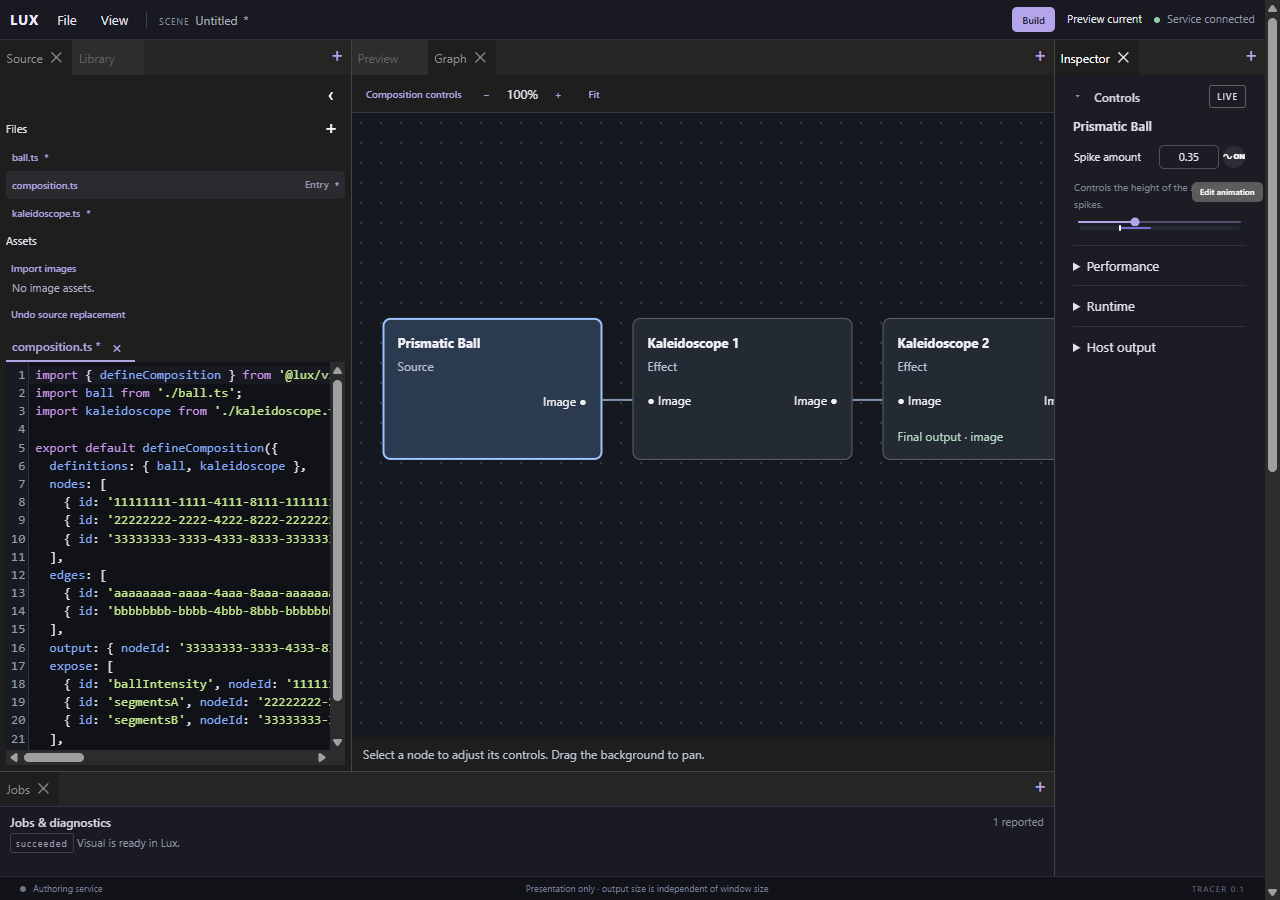 LUX File View SCENE Untitled * Build Preview current Service connected
Source Library + Preview Graph + Inspector +
Composition controls − 100% + Fit
Controls LIVE
Prismatic Ball
Spike amount 0.35 ON
Controls the height of the
Edit animation
spikes.
Performance
Runtime
Host output
Files +
ball.ts *
composition.ts Entry *
kaleidoscope.ts *
Assets
Import images
No image assets.
Undo source replacement
composition.ts *
1 import { defineComposition } from '@lux/v
2 import ball from './ball.ts';
3 import kaleidoscope from './kaleidoscope.
4
5 export default defineComposition({
6 definitions: { ball, kaleidoscope },
7 nodes: [
8 { id: '11111111-1111-4111-8111-111111
9 { id: '22222222-2222-4222-8222-222222
10 { id: '33333333-3333-4333-8333-333333
11 ],
12 edges: [
13 { id: 'aaaaaaaa-aaaa-4aaa-8aaa-aaaaaa
14 { id: 'bbbbbbbb-bbbb-4bbb-8bbb-bbbbbb
15 ],
16 output: { nodeId: '33333333-3333-4333-8
17 expose: [
18 { id: 'ballIntensity', nodeId: '11111
19 { id: 'segmentsA', nodeId: '22222222-
20 { id: 'segmentsB', nodeId: '33333333-
21 ],
Prismatic Ball
Source
Image
Kaleidoscope 1
Effect
Image Image
Kaleidoscope 2
Effect
Image Im
Final output · image
Select a node to adjust its controls. Drag the background to pan.
Jobs +
Jobs & diagnostics 1 reported
succeeded Visual is ready in Lux.
Authoring service Presentation only · output size is independent of window size TRACER 0.1